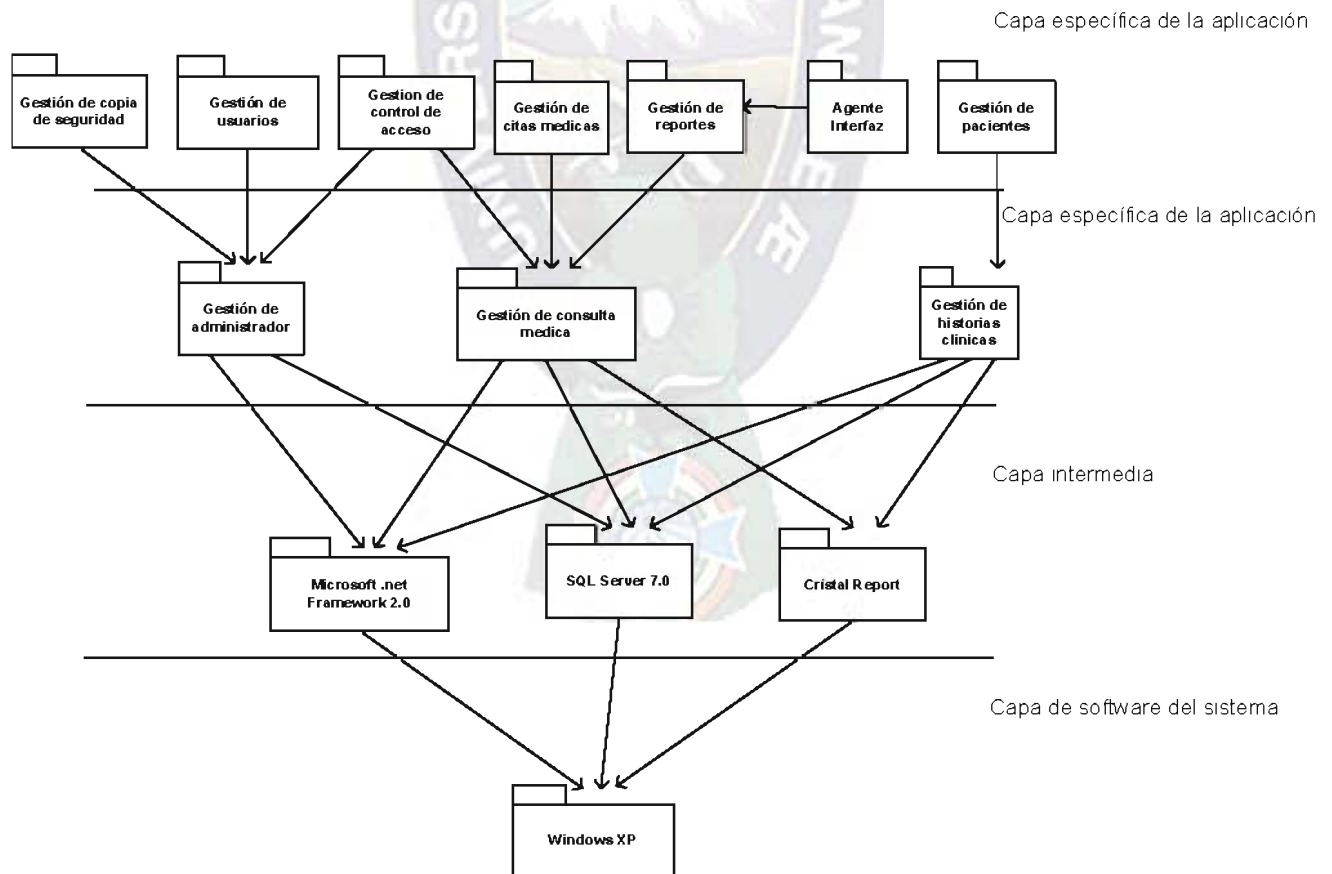 Capa específica de la aplicación
Gestión de copia
de seguridad
Gestión de
usuarios
Gestion de
control de
acceso
Gestión de
citas medicas
Gestión de
reportes
Agente
Interfaz
Gestión de
pacientes
Capa específica de la aplicación
Gestión de
administrador
Gestión de consulta
medica
Gestión de
historias
clinicas
Capa intermedia
Microsoft .net
Framework 2.0
SQL Server 7.0
Cristal Report
Capa de software del sistema
Windows XP